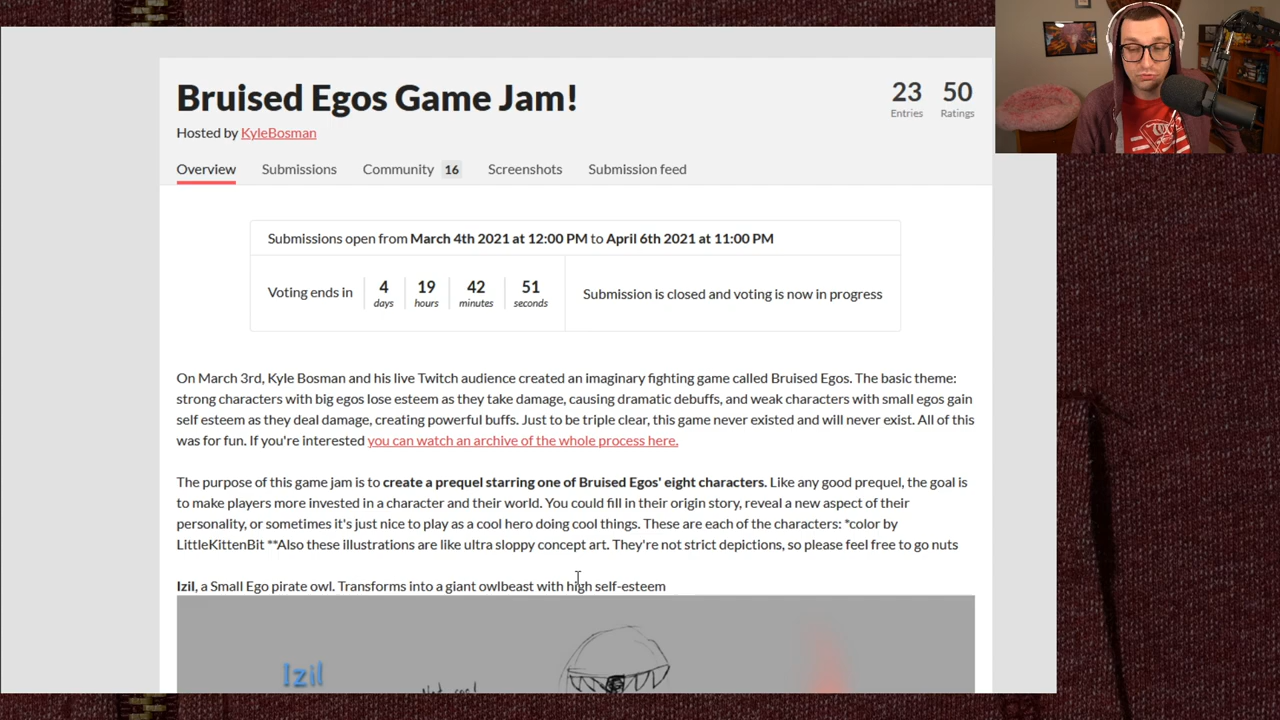 Bruised Egos Game Jam!
23 50
Entries Ratings
Hosted by KyleBosman
Overview Submissions Community 16 Screenshots Submission feed
Submissions open from March 4th 2021 at 12:00 PM to April 6th 2021 at 11:00 PM
Voting ends in 4 days 19 hours 42 minutes 51 seconds
Submission is closed and voting is now in progress
On March 3rd, Kyle Bosman and his live Twitch audience created an imaginary fighting game called Bruised Egos. The basic theme:
strong characters with big egos lose esteem as they take damage, causing dramatic debuffs, and weak characters with small egos gain
self esteem as they deal damage, creating powerful buffs. Just to be triple clear, this game never existed and will never exist. All of this
was for fun. If you're interested you can watch an archive of the whole process here.
The purpose of this game jam is to create a prequel starring one of Bruised Egos' eight characters. Like any good prequel, the goal is
to make players more invested in a character and their world. You could fill in their origin story, reveal a new aspect of their
personality, or sometimes it's just nice to play as a cool hero doing cool things. These are each of the characters: *color by
LittleKittenBit **Also these illustrations are like ultra sloppy concept art. They're not strict depictions, so please feel free to go nuts
Izil, a Small Ego pirate owl. Transforms into a giant owlbeast with high self-esteem
Izil